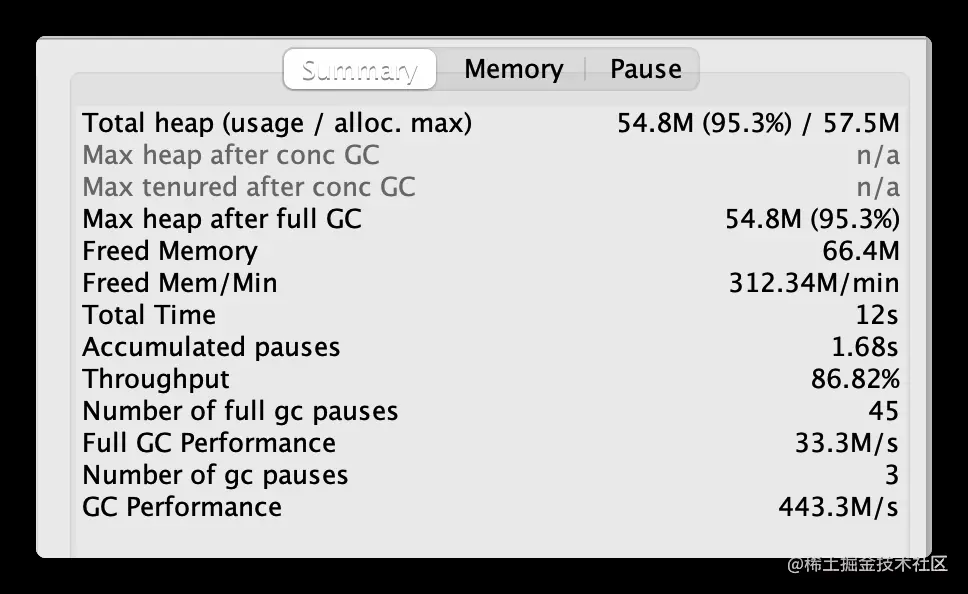 Summary Memory Pause
Total heap (usage / alloc. max) 54.8M (95.3%) / 57.5M
Max heap after conc GC n/a
Max tenured after conc GC n/a
Max heap after full GC 54.8M (95.3%)
Freed Memory 66.4M
Freed Mem/Min 312.34M/min
Total Time 12s
Accumulated pauses 1.68s
Throughput 86.82%
Number of full gc pauses 45
Full GC Performance 33.3M/s
Number of gc pauses 3
GC Performance 443.3M/s
@稀土掘金技术社区